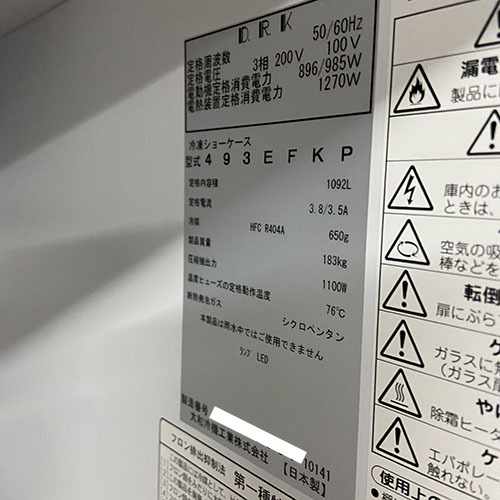 D.R.K
定格周波数 50/60Hz
定格電圧 3相 200V 100V
電動機定格消費電力 896/985W
電熱装置定格消費電力 1270W
冷凍ショーケース
型式 493EFKP
定格内容積 1092L
定格電流 3.8/3.5A
冷媒 HFC R404A 650g
製品質量 183kg
圧縮機出力 1100W
温度ヒューズの定格動作温度 76℃
断熱発泡ガス シクロペンタン
本製品は雨水中ではご使用できません
ランプ LED
製造番号
大和冷機工業株式会社 10141
【日本製】
フロン排出抑制法 第一種
漏電
製品に
庫内のお
ときは、
空気の吸
棒などを
転倒
扉にぶら
ケ
ガラスに
(ガラス扉
やけ
除霜ヒータ
ケ
エバポレ
触れない。
使用上の